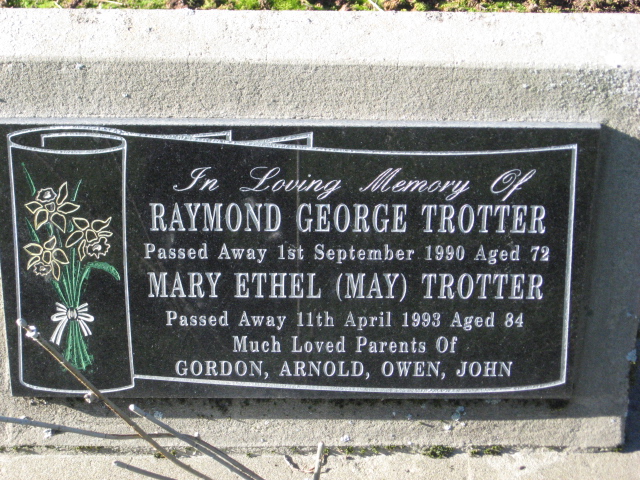 In Loving Memory Of
RAYMOND GEORGE TROTTER
Passed Away 1st September 1990 Aged 72
MARY ETHEL (MAY) TROTTER
Passed Away 11th April 1993 Aged 84
Much Loved Parents Of
GORDON, ARNOLD, OWEN, JOHN